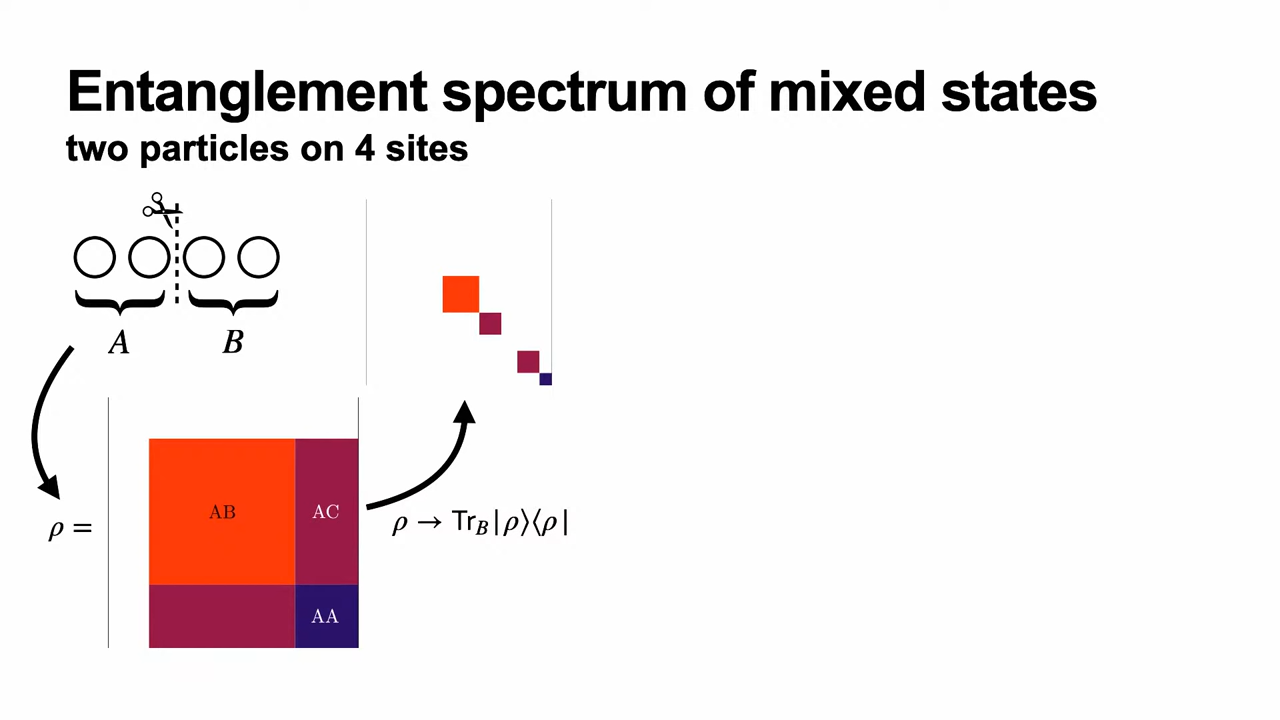 Entanglement spectrum of mixed states
two particles on 4 sites
A B
ρ =
AB AC
AA
ρ → Tr_B|ρ⟩⟨ρ|